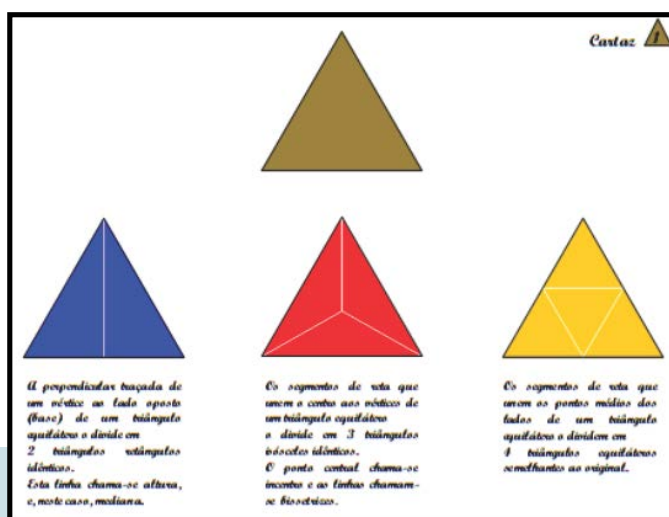 Cartaz 1
A perpendicular traçada de
um vértice ao lado oposto
(base) de um triângulo
aquilátero o divide em
2 triângulos retângulos
idênticos.
Esta linha chama-se altura,
e, neste caso, mediana.
Os segmentos de reta que
unem o centro aos vértices de
um triângulo equilátero
o divide em 3 triângulos
isósceles idênticos.
O ponto central chama-se
incentro e as linhas chamam-
se bissetrizes.
Os segmentos de reta que
unem os pontos médios dos
lados de um triângulo
aquilátero o dividem em
4 triângulos equiláteros
semelhantes ao original.